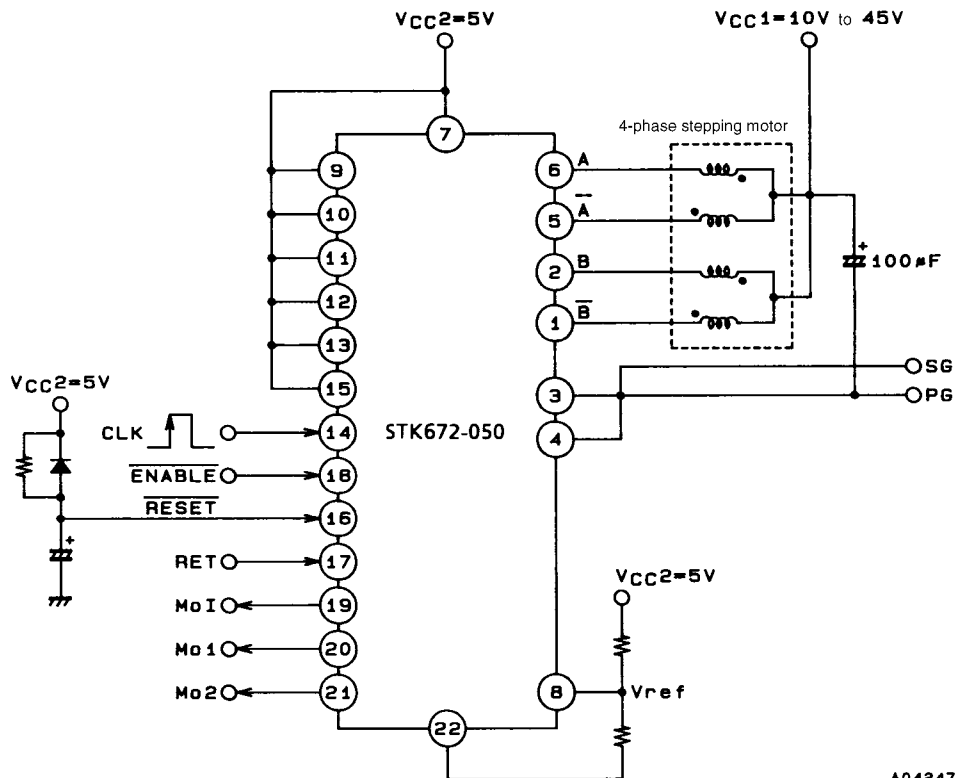 VCC2=5V
VCC1=10V to 45V
4-phase stepping motor
7
9
10
11
12
13
15
14
18
16
17
19
20
21
22
6
5
2
1
3
4
8
A
A̅
B
B̅
+
100µF
SG
PG
STK672-050
VCC2=5V
+
CLK
E̅N̅A̅B̅L̅E̅
R̅E̅S̅E̅T̅
RET
MoI
Mo1
Mo2
VCC2=5V
Vref